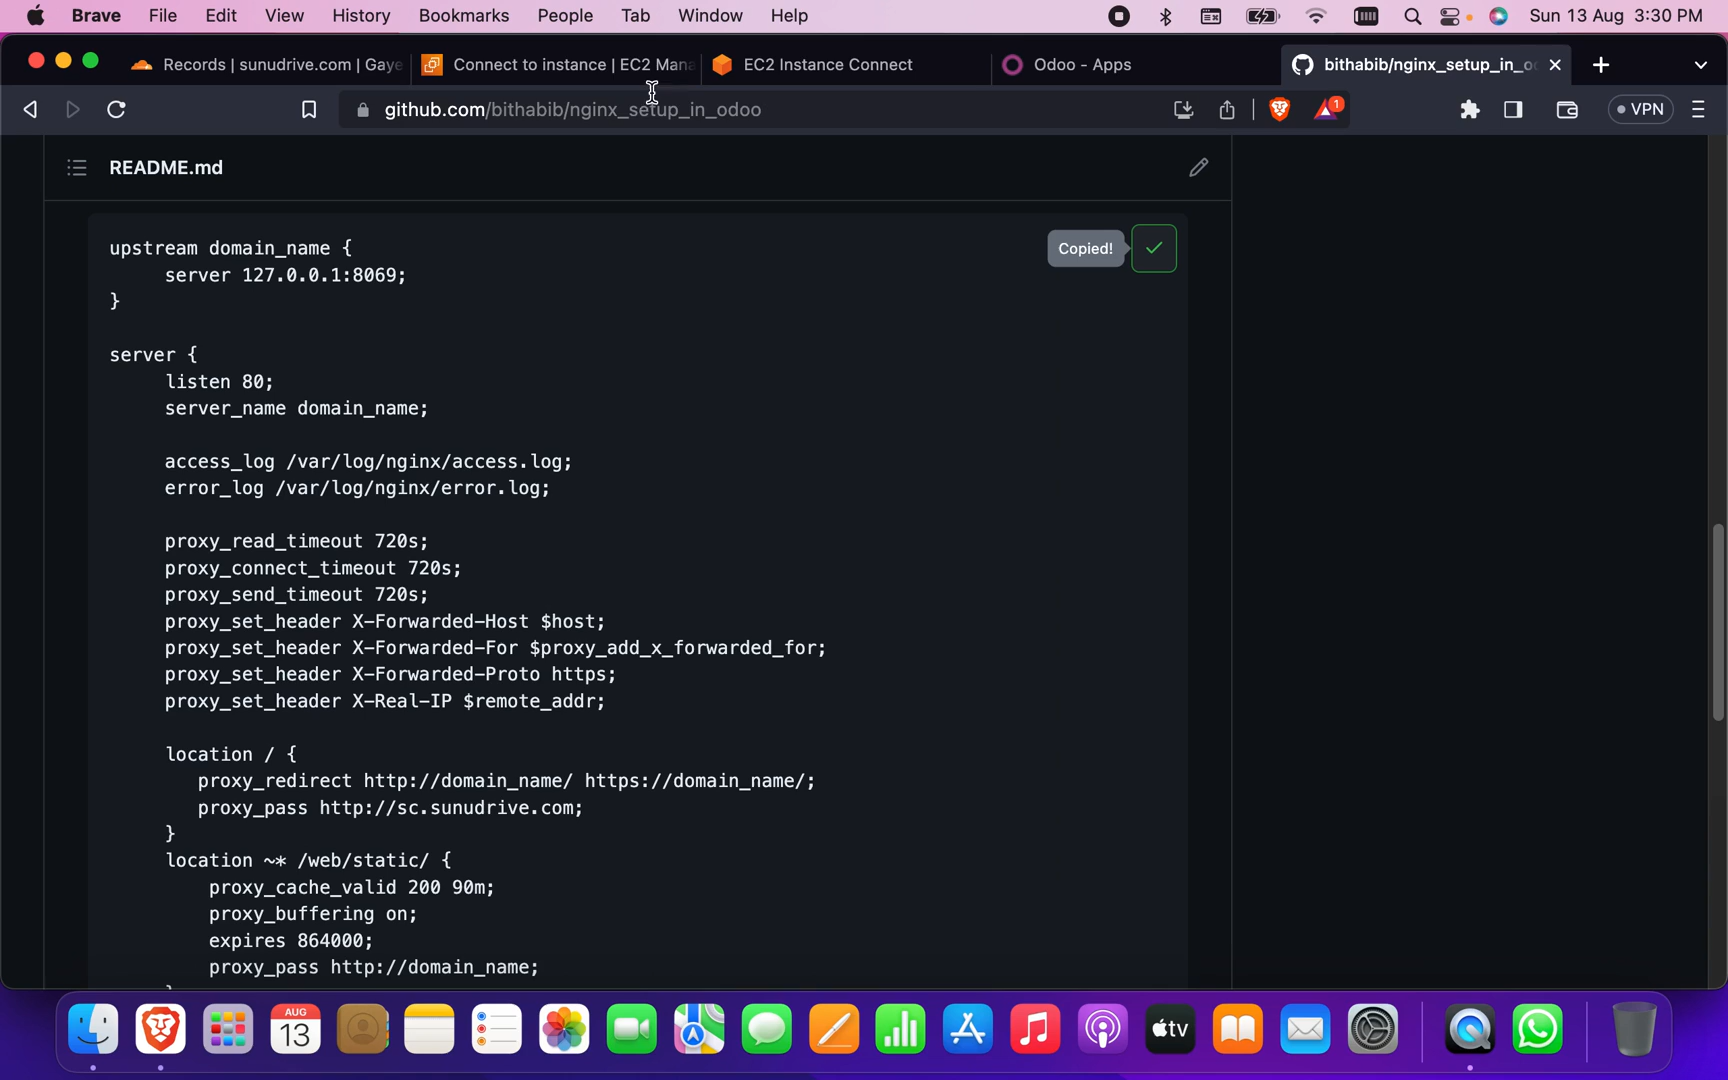 Brave File Edit View History Bookmarks People Tab Window Help Sun 13 Aug 3:30 PM
Records | sunudrive.com | Gaye Connect to instance | EC2 Mana EC2 Instance Connect Odoo - Apps bithabib/nginx_setup_in_o
github.com/bithabib/nginx_setup_in_odoo 1 VPN
README.md
Copied!
upstream domain_name {
server 127.0.0.1:8069;
}
server {
listen 80;
server_name domain_name;
access_log /var/log/nginx/access.log;
error_log /var/log/nginx/error.log;
proxy_read_timeout 720s;
proxy_connect_timeout 720s;
proxy_send_timeout 720s;
proxy_set_header X-Forwarded-Host $host;
proxy_set_header X-Forwarded-For $proxy_add_x_forwarded_for;
proxy_set_header X-Forwarded-Proto https;
proxy_set_header X-Real-IP $remote_addr;
location / {
proxy_redirect http://domain_name/ https://domain_name/;
proxy_pass http://sc.sunudrive.com;
}
location ~* /web/static/ {
proxy_cache_valid 200 90m;
proxy_buffering on;
expires 864000;
proxy_pass http://domain_name;
AUG
13
tv